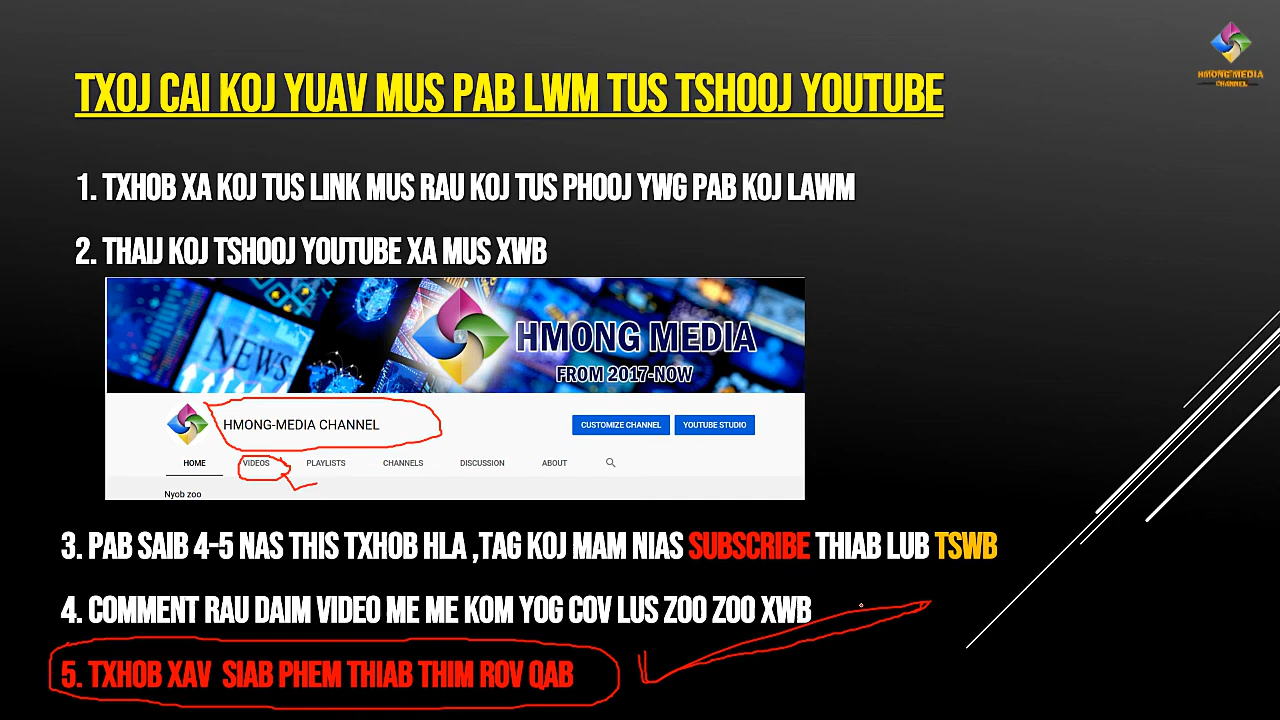 HMONG MEDIA
CHANNEL
TXOJ CAI KOJ YUAV MUS PAB LWM TUS TSHOOJ YOUTUBE
1. TXHOB XA KOJ TUS LINK MUS RAU KOJ TUS PHOOJ YWG PAB KOJ LAWM
2. THAIJ KOJ TSHOOJ YOUTUBE XA MUS XWB
NEWS
HMONG MEDIA
FROM 2017-NOW
HMONG-MEDIA CHANNEL
CUSTOMIZE CHANNEL YOUTUBE STUDIO
HOME VIDEOS PLAYLISTS CHANNELS DISCUSSION ABOUT
Nyob zoo
3. PAB SAIB 4-5 NAS THIS TXHOB HLA ,TAG KOJ MAM NIAS SUBSCRIBE THIAB LUB TSWB
4. COMMENT RAU DAIM VIDEO ME ME KOM YOG COV LUS ZOO ZOO XWB
5. TXHOB XAV SIAB PHEM THIAB THIM ROV QAB